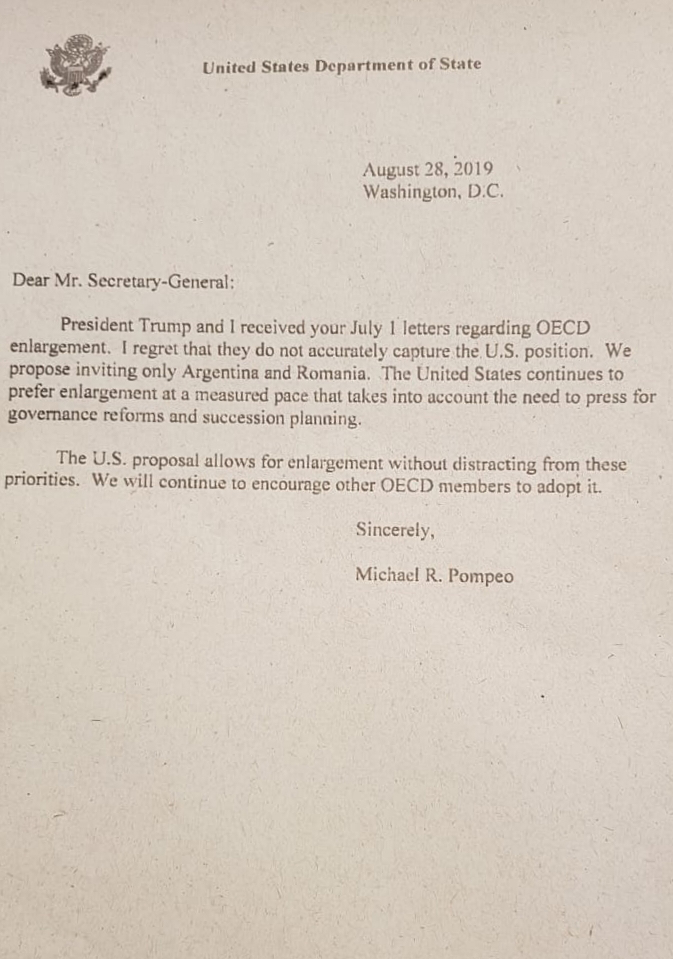 United States Department of State
August 28, 2019
Washington, D.C.
Dear Mr. Secretary-General:
President Trump and I received your July 1 letters regarding OECD
enlargement. I regret that they do not accurately capture the U.S. position. We
propose inviting only Argentina and Romania. The United States continues to
prefer enlargement at a measured pace that takes into account the need to press for
governance reforms and succession planning.
The U.S. proposal allows for enlargement without distracting from these
priorities. We will continue to encourage other OECD members to adopt it.
Sincerely,
Michael R. Pompeo